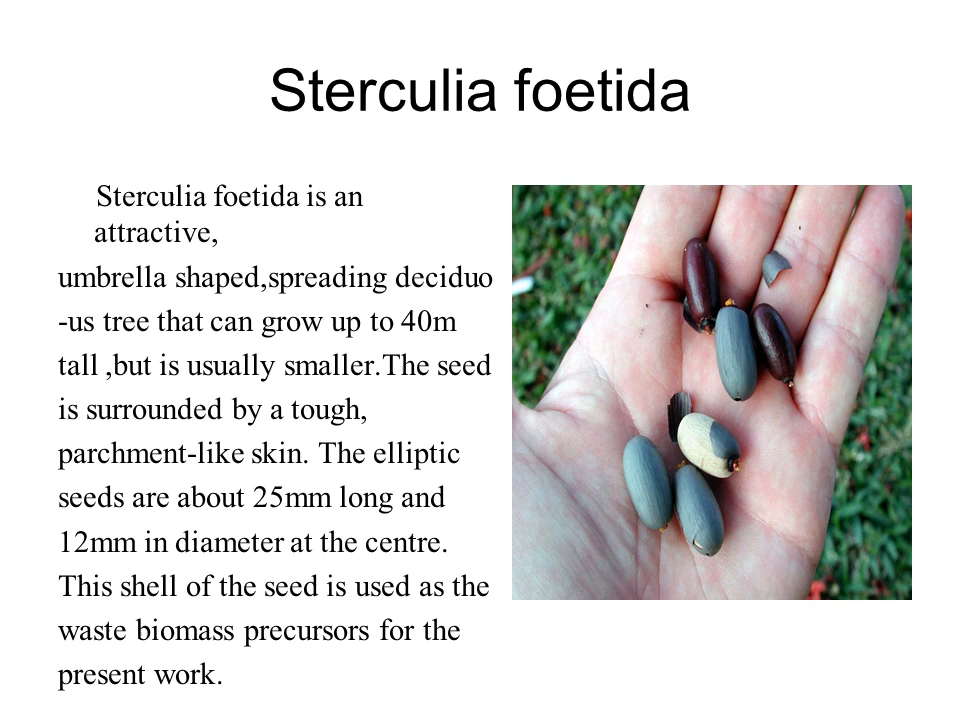 Sterculia foetida
Sterculia foetida is an
attractive,
umbrella shaped,spreading deciduo
-us tree that can grow up to 40m
tall ,but is usually smaller.The seed
is surrounded by a tough,
parchment-like skin. The elliptic
seeds are about 25mm long and
12mm in diameter at the centre.
This shell of the seed is used as the
waste biomass precursors for the
present work.